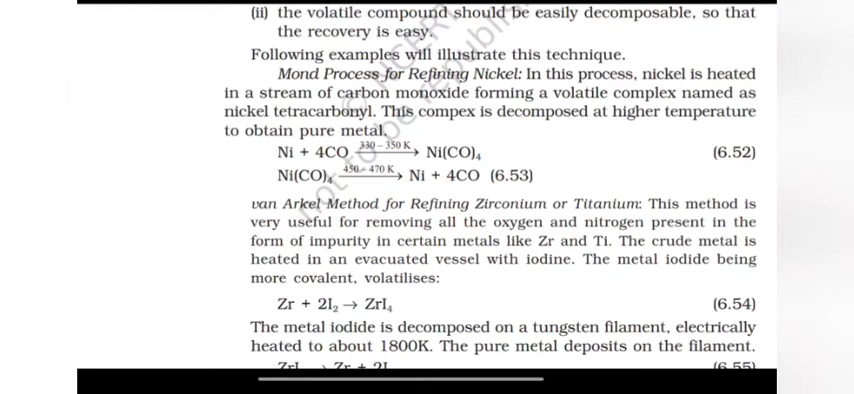 (ii) the volatile compound should be easily decomposable, so that
the recovery is easy.
Following examples will illustrate this technique.
Mond Process for Refining Nickel: In this process, nickel is heated
in a stream of carbon monoxide forming a volatile complex named as
nickel tetracarbonyl. This compex is decomposed at higher temperature
to obtain pure metal.
Ni + 4CO 330 – 350 K → Ni(CO)₄ (6.52)
Ni(CO)₄ 450 – 470 K → Ni + 4CO (6.53)
van Arkel Method for Refining Zirconium or Titanium: This method is
very useful for removing all the oxygen and nitrogen present in the
form of impurity in certain metals like Zr and Ti. The crude metal is
heated in an evacuated vessel with iodine. The metal iodide being
more covalent, volatilises:
Zr + 2I₂ → ZrI₄ (6.54)
The metal iodide is decomposed on a tungsten filament, electrically
heated to about 1800K. The pure metal deposits on the filament.
(6.55)
© NCERT
not to be republis